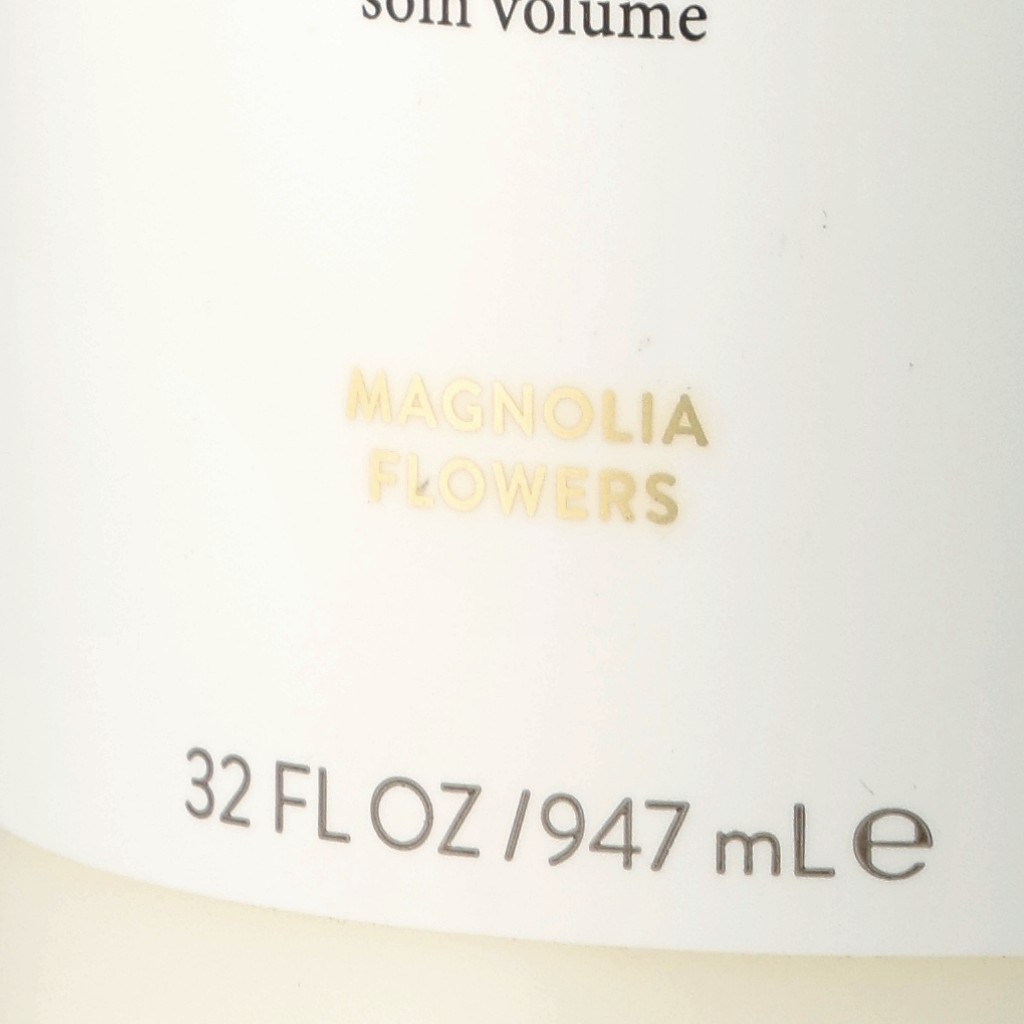 soin volume
MAGNOLIA
FLOWERS
32 FL OZ / 947 mL e